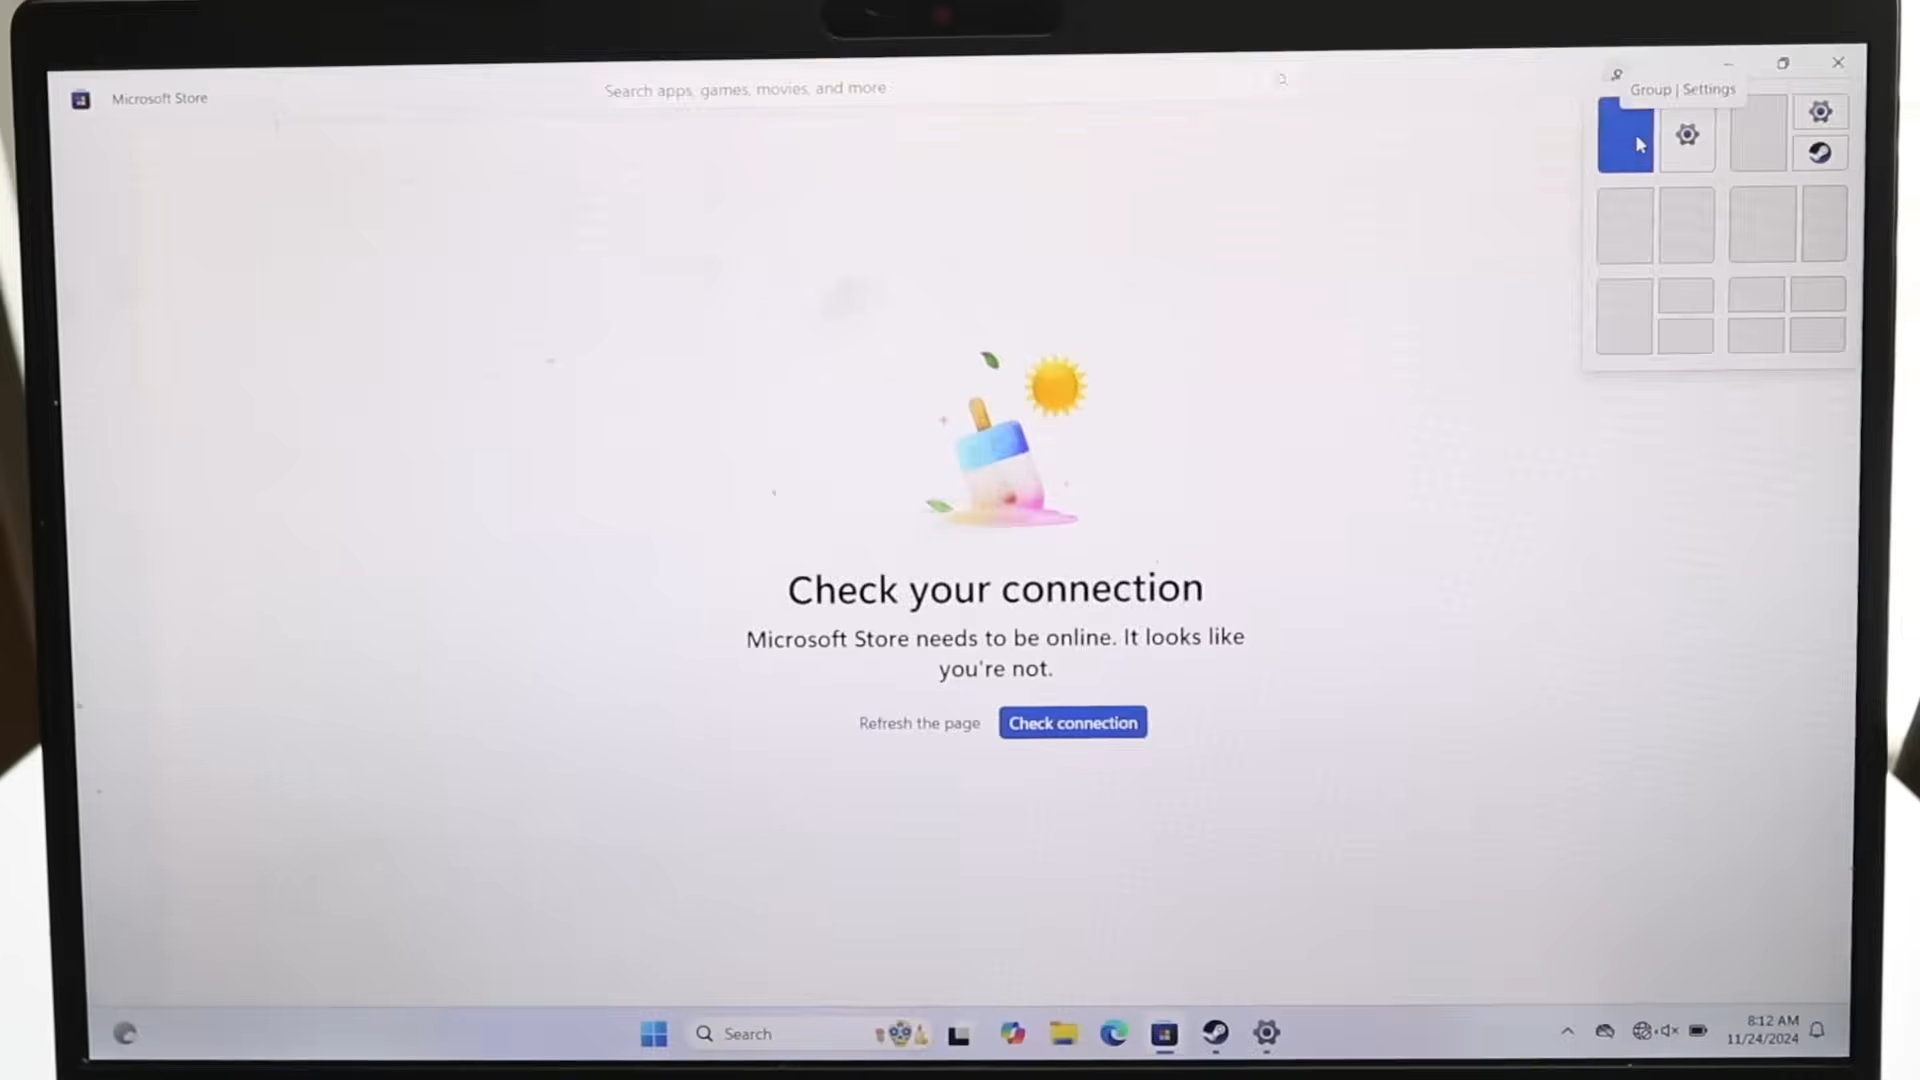 Microsoft Store
Search apps, games, movies, and more
Group | Settings
Check your connection
Microsoft Store needs to be online. It looks like
you're not.
Refresh the page
Check connection
Search
8:12 AM
11/24/2024